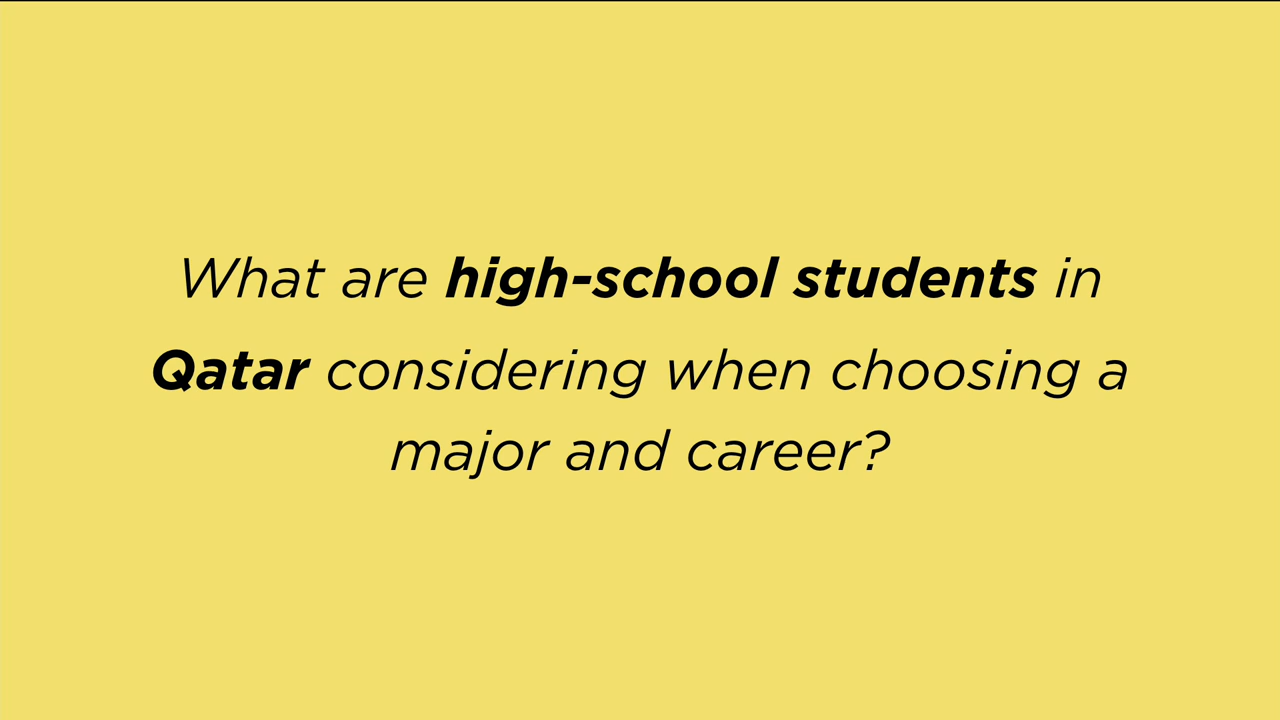 What are high-school students in
Qatar considering when choosing a
major and career?